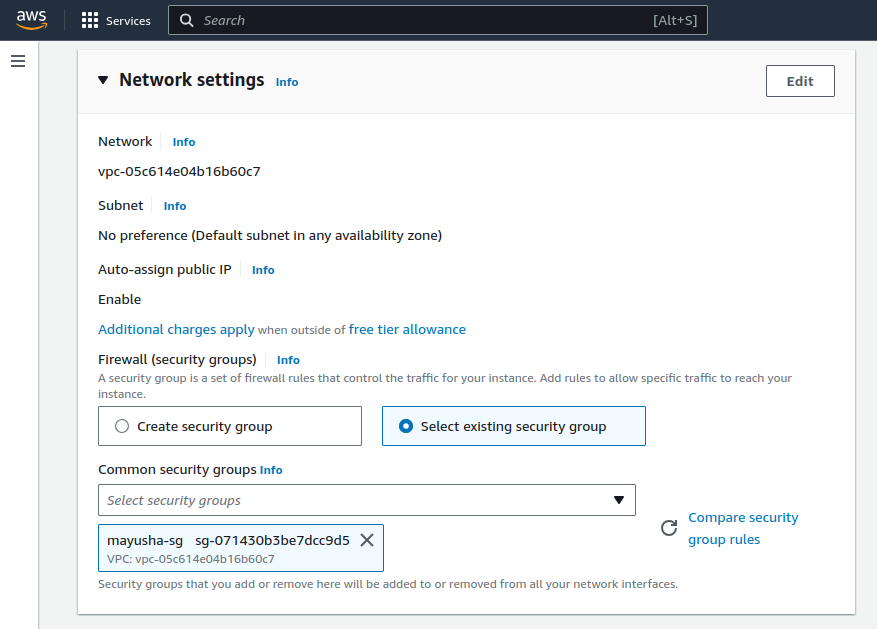 aws Services Search [Alt+S]
Network settings Info Edit
Network Info
vpc-05c614e04b16b60c7
Subnet Info
No preference (Default subnet in any availability zone)
Auto-assign public IP Info
Enable
Additional charges apply when outside of free tier allowance
Firewall (security groups) Info
A security group is a set of firewall rules that control the traffic for your instance. Add rules to allow specific traffic to reach your
instance.
Create security group Select existing security group
Common security groups Info
Select security groups
mayusha-sg sg-071430b3be7dcc9d5
VPC: vpc-05c614e04b16b60c7
Compare security
group rules
Security groups that you add or remove here will be added to or removed from all your network interfaces.